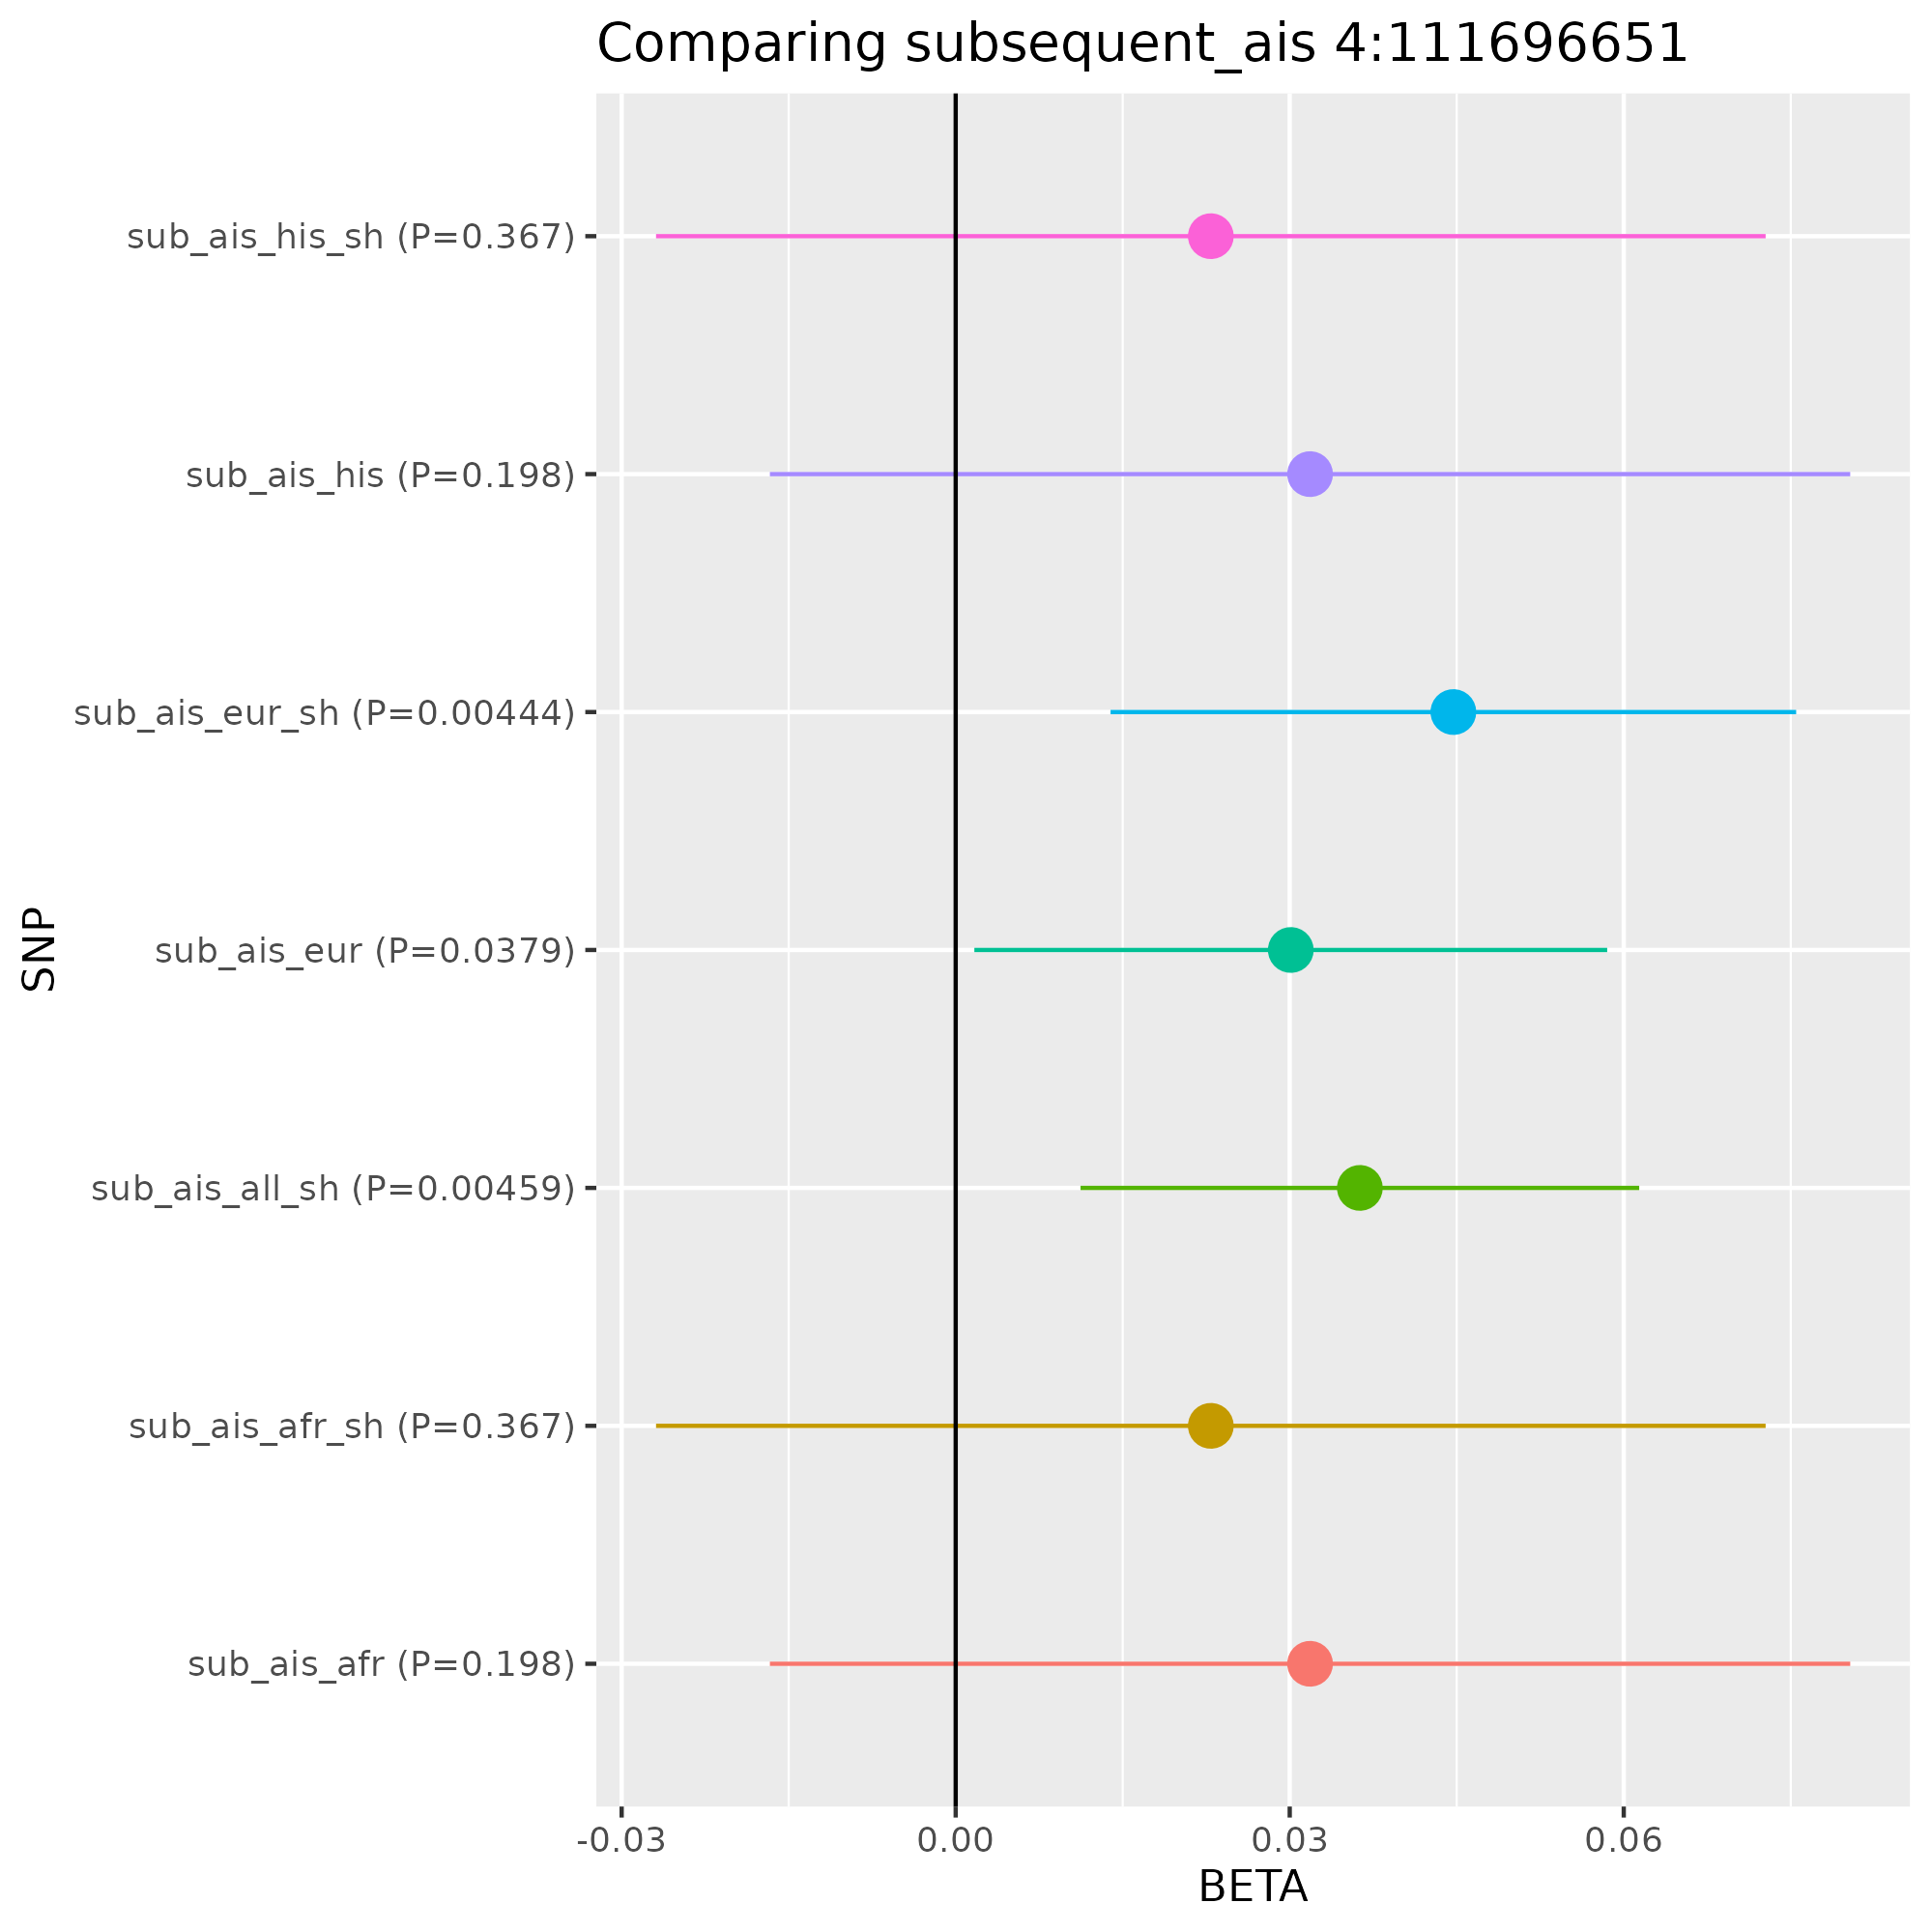 Comparing subsequent_ais 4:111696651
sub_ais_his_sh (P=0.367)
sub_ais_his (P=0.198)
sub_ais_eur_sh (P=0.00444)
sub_ais_eur (P=0.0379)
sub_ais_all_sh (P=0.00459)
sub_ais_afr_sh (P=0.367)
sub_ais_afr (P=0.198)
SNP
-0.03 0.00 0.03 0.06
BETA